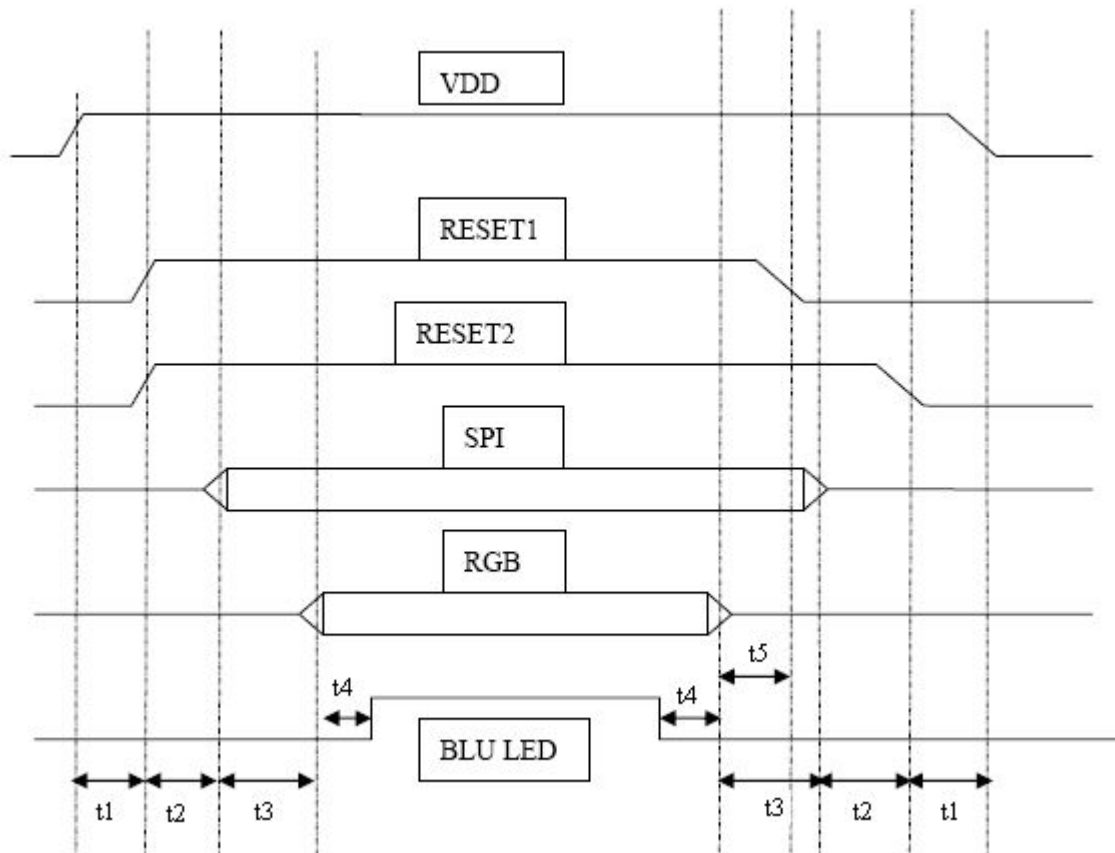 VDD
RESET1
RESET2
SPI
RGB
t5
t4
t4
BLU LED
t1 t2 t3 t3 t2 t1